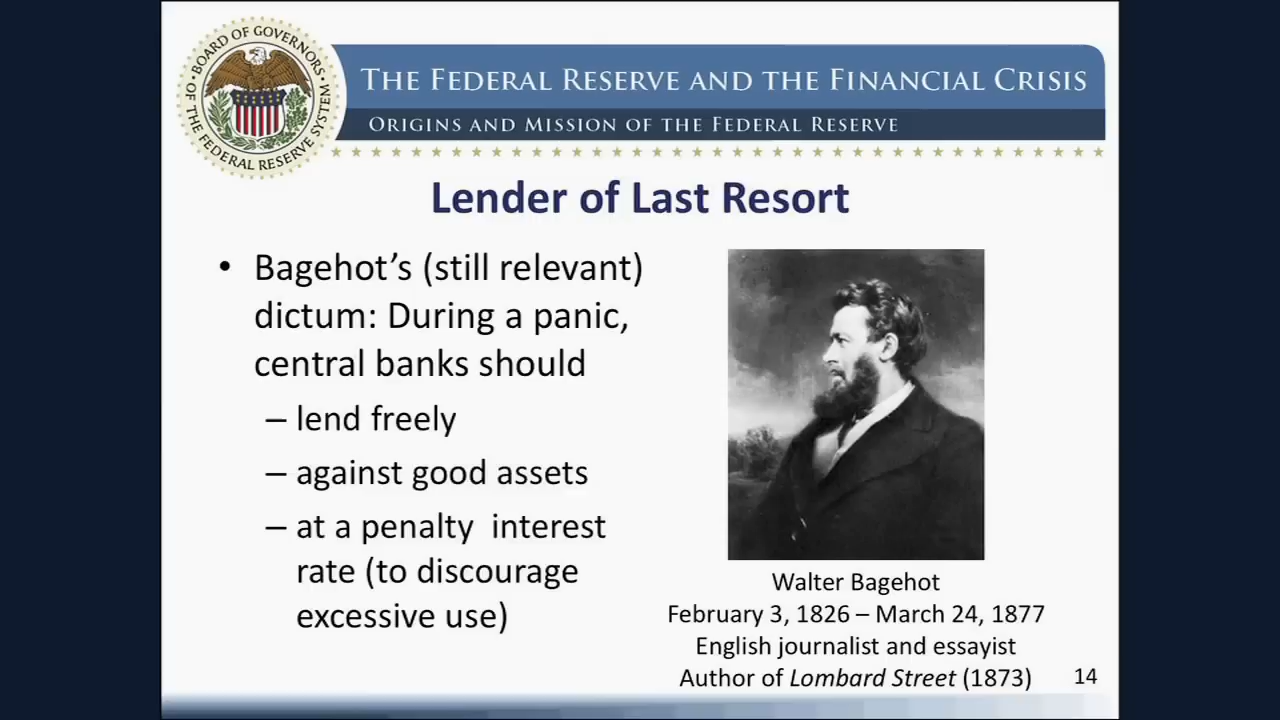 BOARD OF GOVERNORS
OF THE FEDERAL RESERVE SYSTEM
THE FEDERAL RESERVE AND THE FINANCIAL CRISIS
ORIGINS AND MISSION OF THE FEDERAL RESERVE
Lender of Last Resort
• Bagehot’s (still relevant)
dictum: During a panic,
central banks should
– lend freely
– against good assets
– at a penalty  interest
rate (to discourage
excessive use)
Walter Bagehot
February 3, 1826 – March 24, 1877
English journalist and essayist
Author of Lombard Street (1873)
14